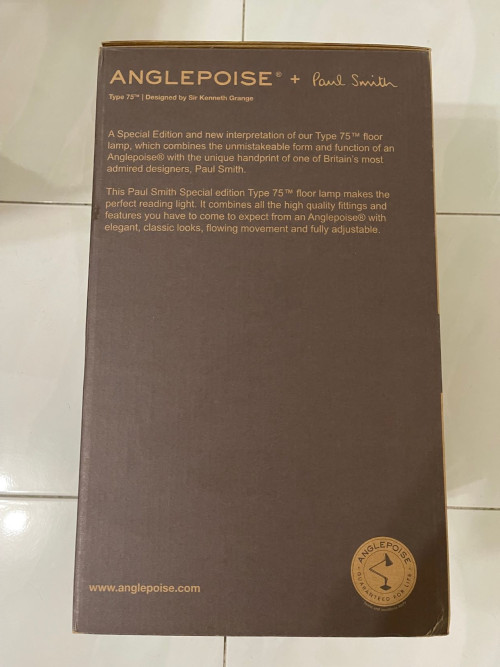 ANGLEPOISE® + Paul Smith
Type 75™ | Designed by Sir Kenneth Grange
A Special Edition and new interpretation of our Type 75™ floor
lamp, which combines the unmistakeable form and function of an
Anglepoise® with the unique handprint of one of Britain's most
admired designers, Paul Smith.
This Paul Smith Special edition Type 75™ floor lamp makes the
perfect reading light. It combines all the high quality fittings and
features you have to come to expect from an Anglepoise® with
elegant, classic looks, flowing movement and fully adjustable.
ANGLEPOISE
GUARANTEED FOR LIFE
www.anglepoise.com